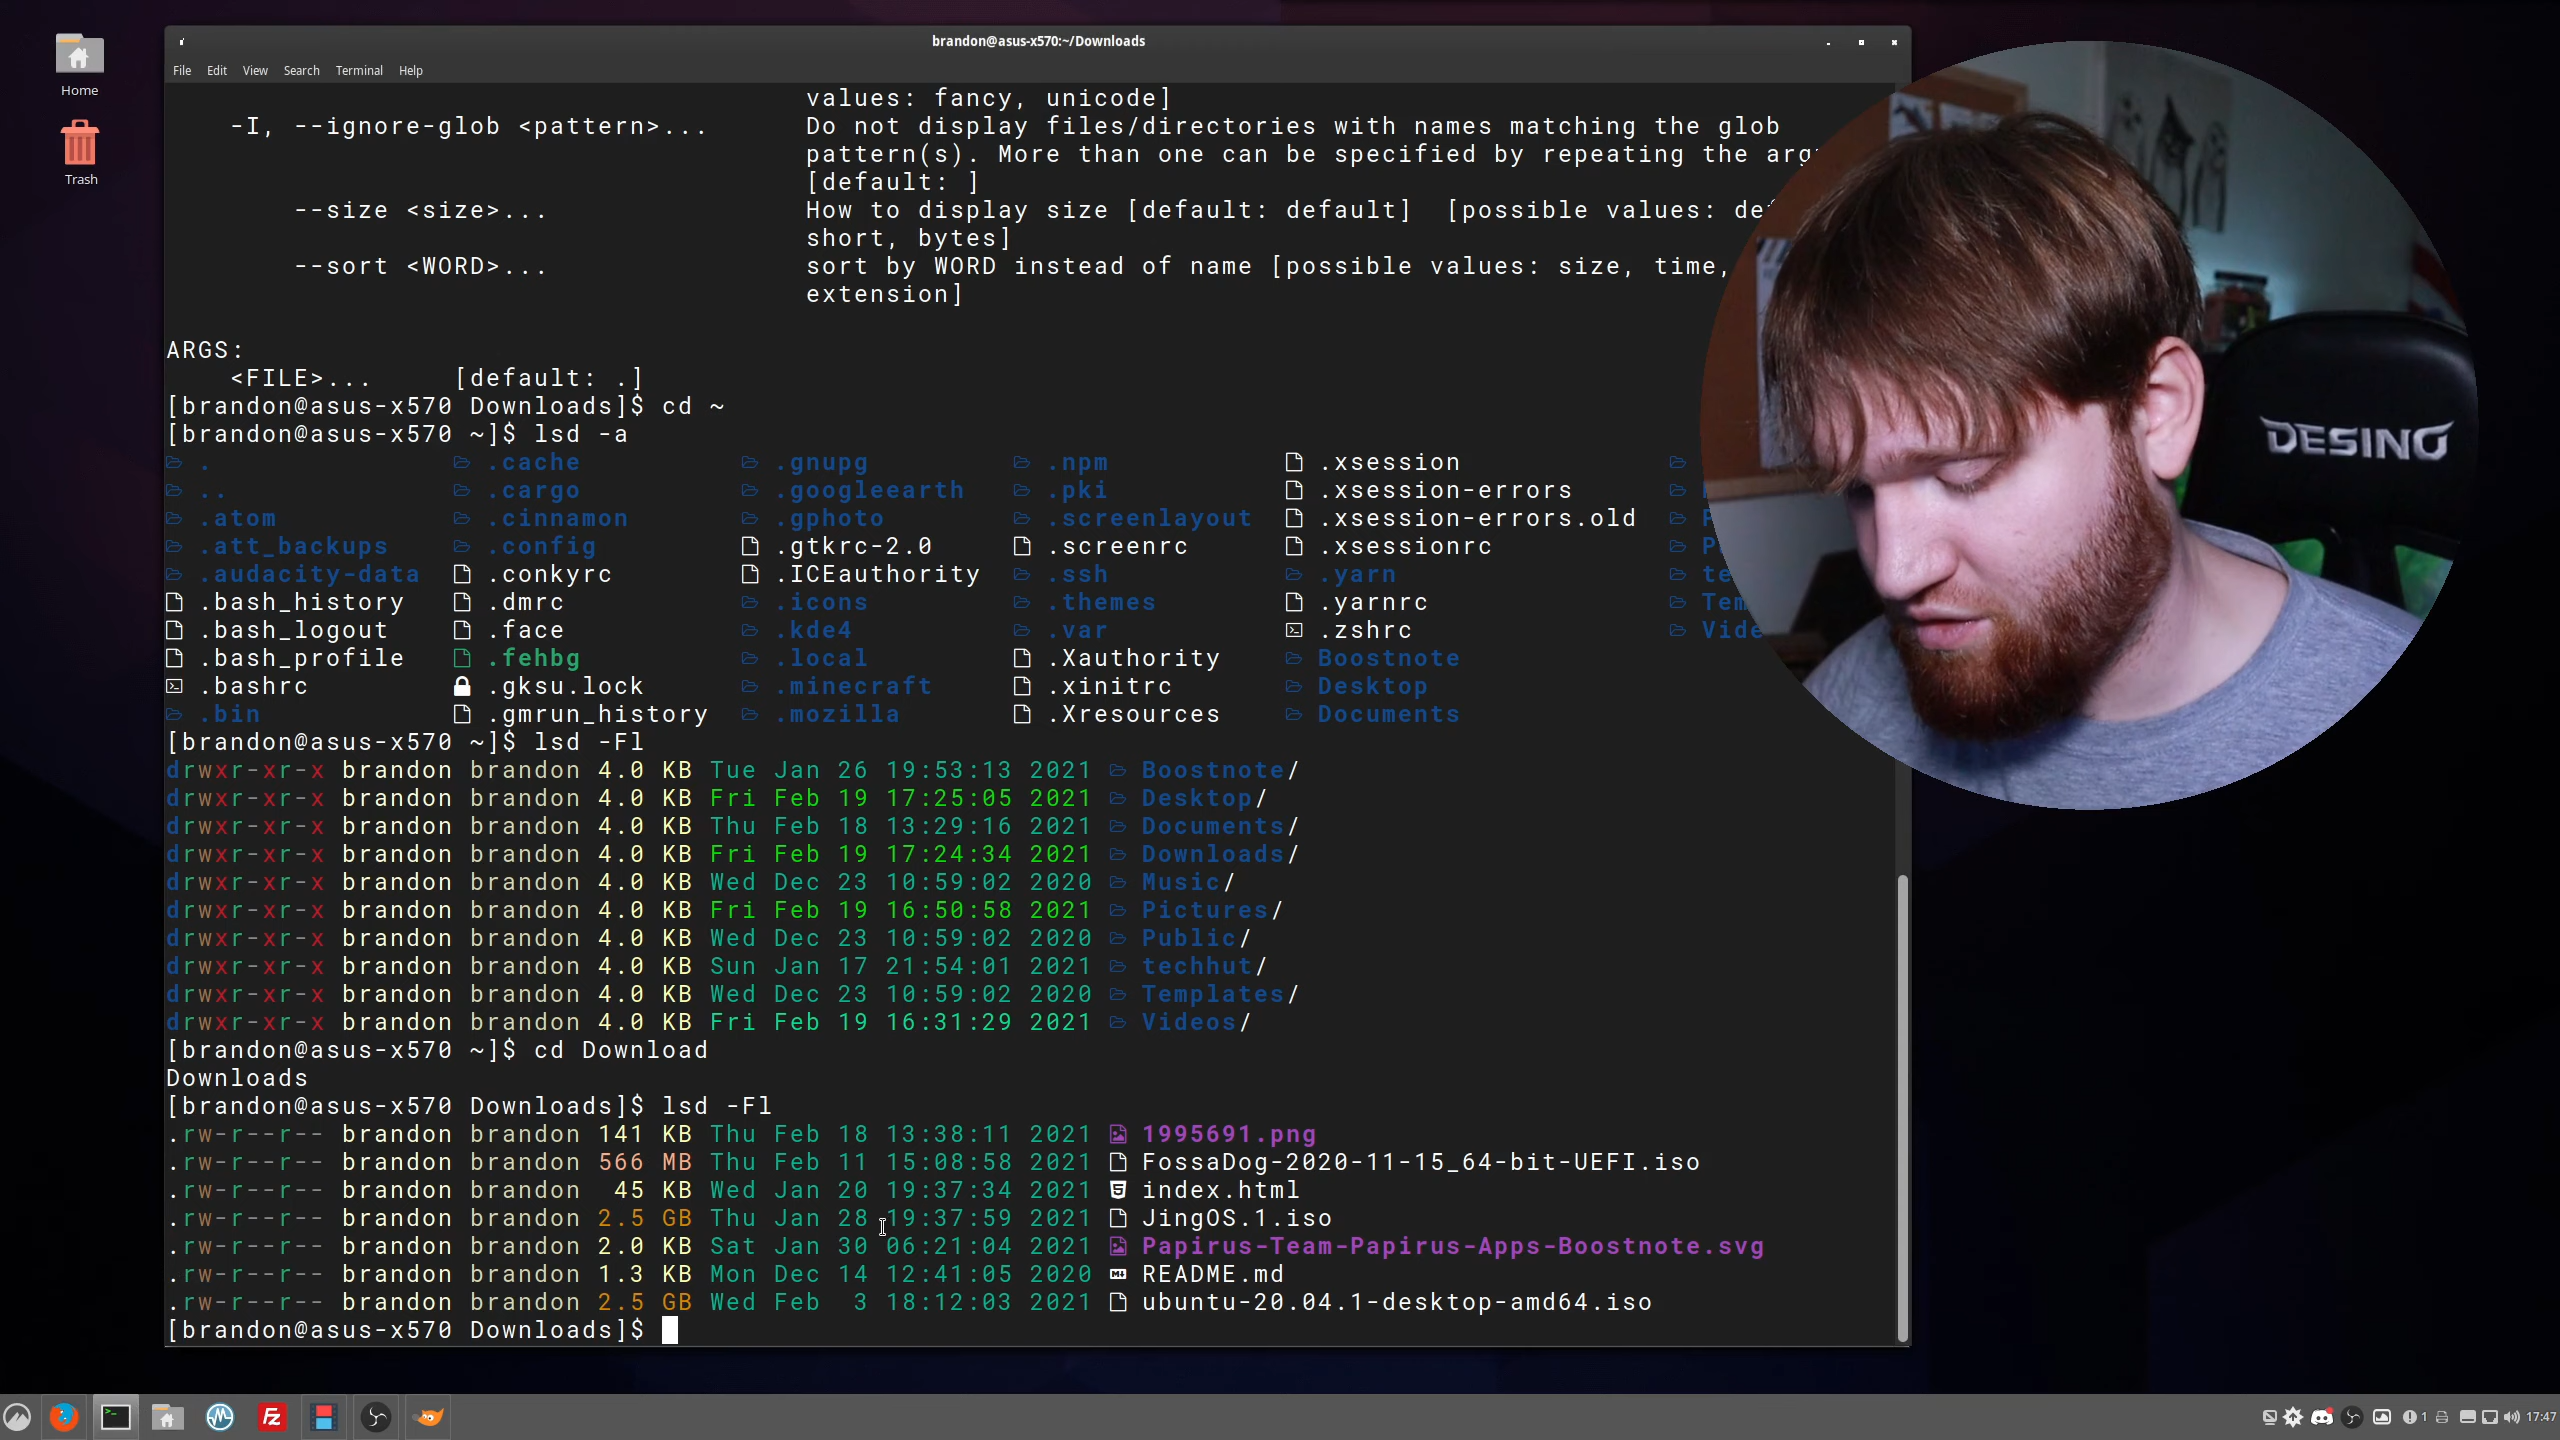 brandon@asus-x570:~/Downloads
Home
Trash
File Edit View Search Terminal Help
values: fancy, unicode]
-I, --ignore-glob <pattern>... Do not display files/directories with names matching the glob
pattern(s). More than one can be specified by repeating the
[default: ]
--size <size>... How to display size [default: default] [possible values:
short, bytes]
--sort <WORD>... sort by WORD instead of name [possible values: size, time,
extension]
ARGS:
<FILE>... [default: .]
[brandon@asus-x570 Downloads]$ cd ~
[brandon@asus-x570 ~]$ lsd -a
. .cache .gnupg .npm .xsession
.. .cargo .googleearth .pki .xsession-errors
.atom .cinnamon .gphoto .screenlayout .xsession-errors.old
.att_backups .config .gtkrc-2.0 .screenrc .xsessionrc
.audacity-data .conkyrc .ICEauthority .ssh .yarn te
.bash_history .dmrc .icons .themes .yarnrc Tem
.bash_logout .face .kde4 .var .zshrc Vide
.bash_profile .fehbg .local .Xauthority Boostnote
.bashrc .gksu.lock .minecraft .xinitrc Desktop
.bin .gmrun_history .mozilla .Xresources Documents
[brandon@asus-x570 ~]$ lsd -Fl
drwxr-xr-x brandon brandon 4.0 KB Tue Jan 26 19:53:13 2021 Boostnote/
drwxr-xr-x brandon brandon 4.0 KB Fri Feb 19 17:25:05 2021 Desktop/
drwxr-xr-x brandon brandon 4.0 KB Thu Feb 18 13:29:16 2021 Documents/
drwxr-xr-x brandon brandon 4.0 KB Fri Feb 19 17:24:34 2021 Downloads/
drwxr-xr-x brandon brandon 4.0 KB Wed Dec 23 10:59:02 2020 Music/
drwxr-xr-x brandon brandon 4.0 KB Fri Feb 19 16:50:58 2021 Pictures/
drwxr-xr-x brandon brandon 4.0 KB Wed Dec 23 10:59:02 2020 Public/
drwxr-xr-x brandon brandon 4.0 KB Sun Jan 17 21:54:01 2021 techhut/
drwxr-xr-x brandon brandon 4.0 KB Wed Dec 23 10:59:02 2020 Templates/
drwxr-xr-x brandon brandon 4.0 KB Fri Feb 19 16:31:29 2021 Videos/
[brandon@asus-x570 ~]$ cd Download
Downloads
[brandon@asus-x570 Downloads]$ lsd -Fl
.rw-r--r-- brandon brandon 141 KB Thu Feb 18 13:38:11 2021 1995691.png
.rw-r--r-- brandon brandon 566 MB Thu Feb 11 15:08:58 2021 FossaDog-2020-11-15_64-bit-UEFI.iso
.rw-r--r-- brandon brandon 45 KB Wed Jan 20 19:37:34 2021 index.html
.rw-r--r-- brandon brandon 2.5 GB Thu Jan 28 19:37:59 2021 JingOS.1.iso
.rw-r--r-- brandon brandon 2.0 KB Sat Jan 30 06:21:04 2021 Papirus-Team-Papirus-Apps-Boostnote.svg
.rw-r--r-- brandon brandon 1.3 KB Mon Dec 14 12:41:05 2020 README.md
.rw-r--r-- brandon brandon 2.5 GB Wed Feb 3 18:12:03 2021 ubuntu-20.04.1-desktop-amd64.iso
[brandon@asus-x570 Downloads]$
DESINO
FZ
1
17:47